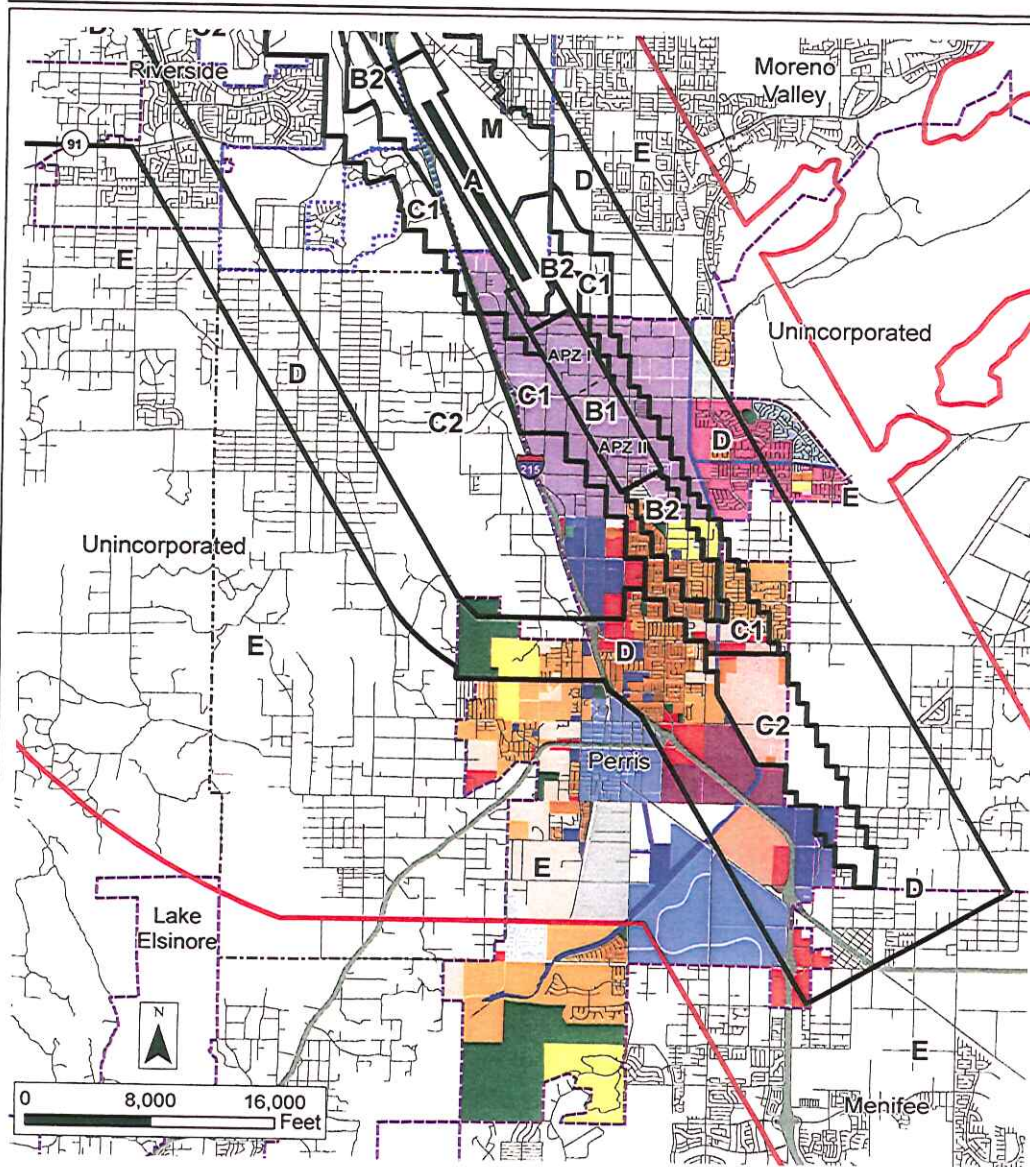 D
C2
Riverside
B2
Moreno
Valley
M
E
91
A
D
C1
E
B2
C1
Unincorporated
APZ I
D
C1
B1
C2
APZ II
D
215
E
B2
Unincorporated
C1
E
D
C2
Perris
E
D
Lake
Elsinore
N
E
0 8,000 16,000
Feet
Menifee